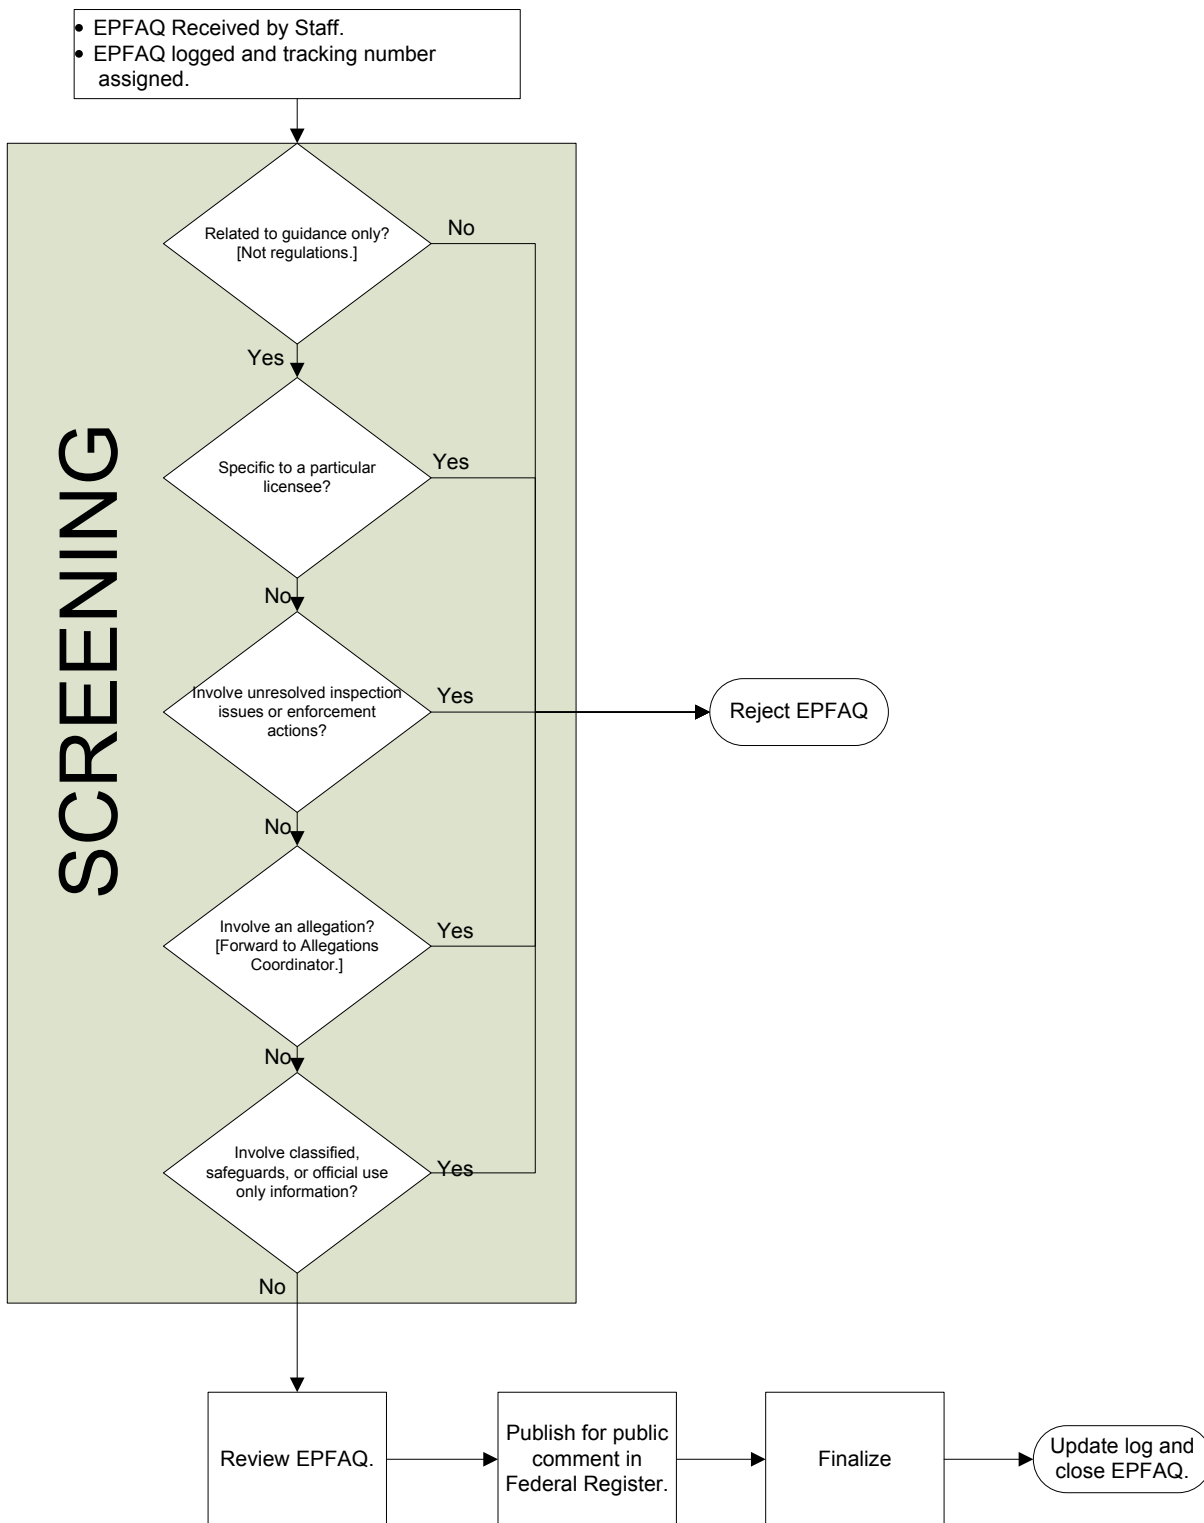 • EPFAQ Received by Staff.
• EPFAQ logged and tracking number
assigned.
SCREENING
Related to guidance only?
[Not regulations.]
No
Yes
Specific to a particular
licensee?
Yes
No
Involve unresolved inspection
issues or enforcement
actions?
Yes
Reject EPFAQ
No
Involve an allegation?
[Forward to Allegations
Coordinator.]
Yes
No
Involve classified,
safeguards, or official use
only information?
Yes
No
Review EPFAQ.
Publish for public
comment in
Federal Register.
Finalize
Update log and
close EPFAQ.